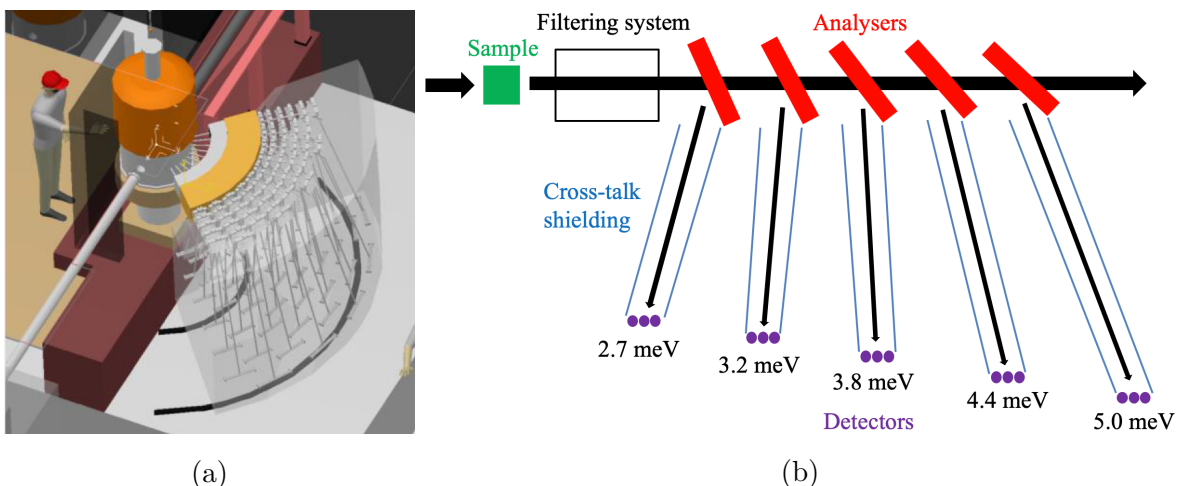 Filtering system
Sample
Analysers
Cross-talk
shielding
2.7 meV
3.2 meV
3.8 meV
4.4 meV
5.0 meV
Detectors
(a)
(b)